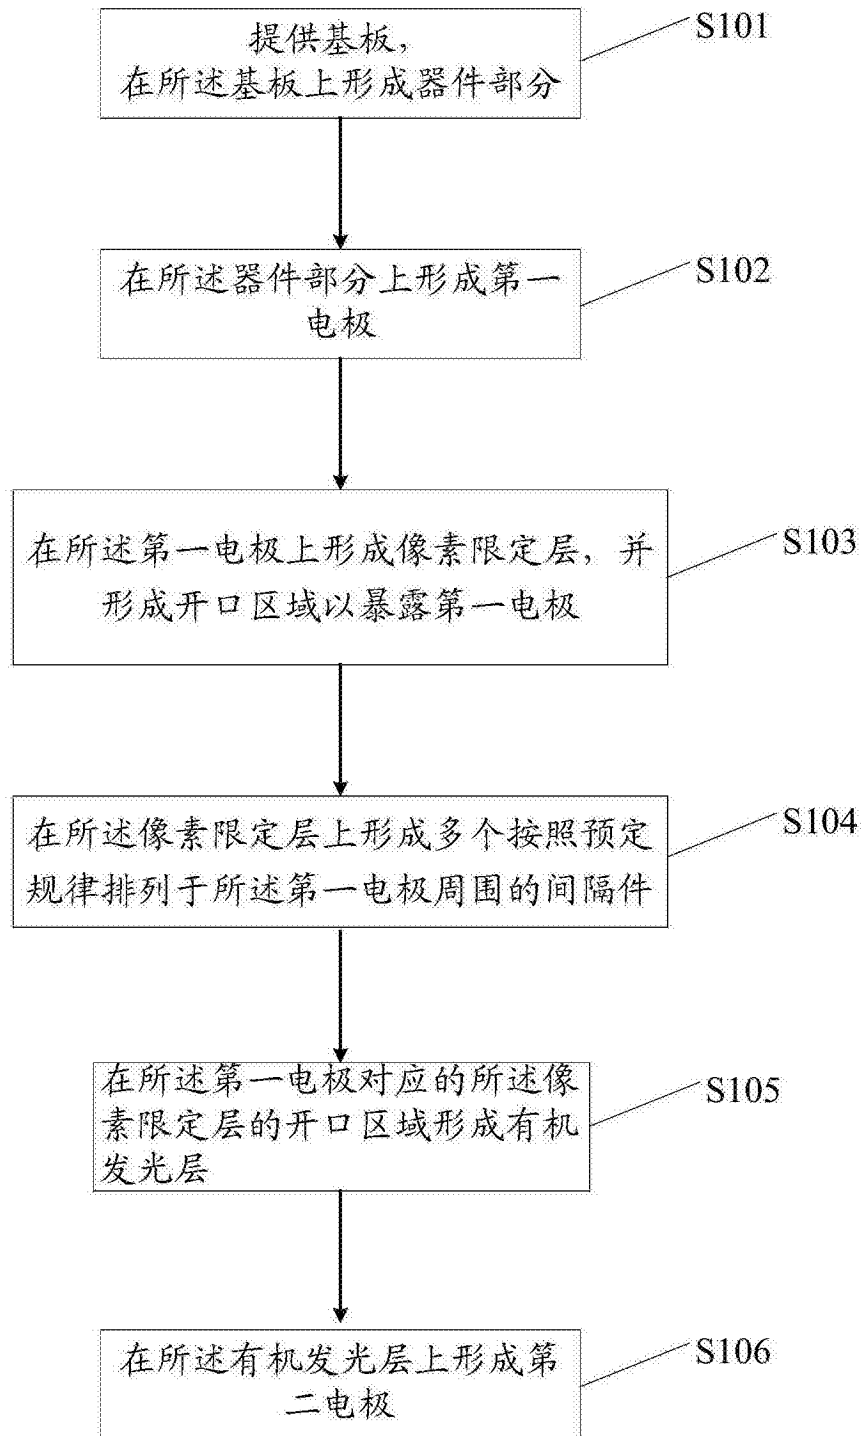 提供基板，
在所述基板上形成器件部分
S101
在所述器件部分上形成第一
电极
S102
在所述第一电极上形成像素限定层，并
形成开口区域以暴露第一电极
S103
在所述像素限定层上形成多个按照预定
规律排列于所述第一电极周围的间隔件
S104
在所述第一电极对应的所述像
素限定层的开口区域形成有机
发光层
S105
在所述有机发光层上形成第
二电极
S106